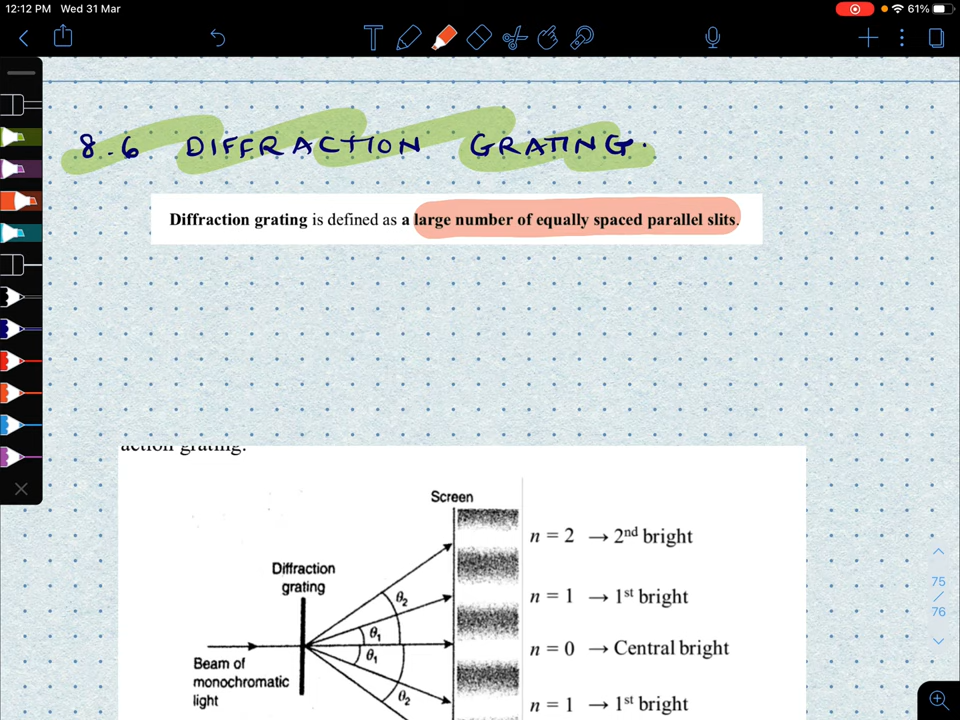 12:12 PM Wed 31 Mar
61%
8.6 DIFFRACTION GRATING.
Diffraction grating is defined as a large number of equally spaced parallel slits.
action grating.
Screen
n = 2 → 2nd bright
Diffraction
grating
θ2
n = 1 → 1st bright
θ1
n = 0 → Central bright
θ1
Beam of
monochromatic
light
θ2
n = 1 → 1st bright
75
/
76